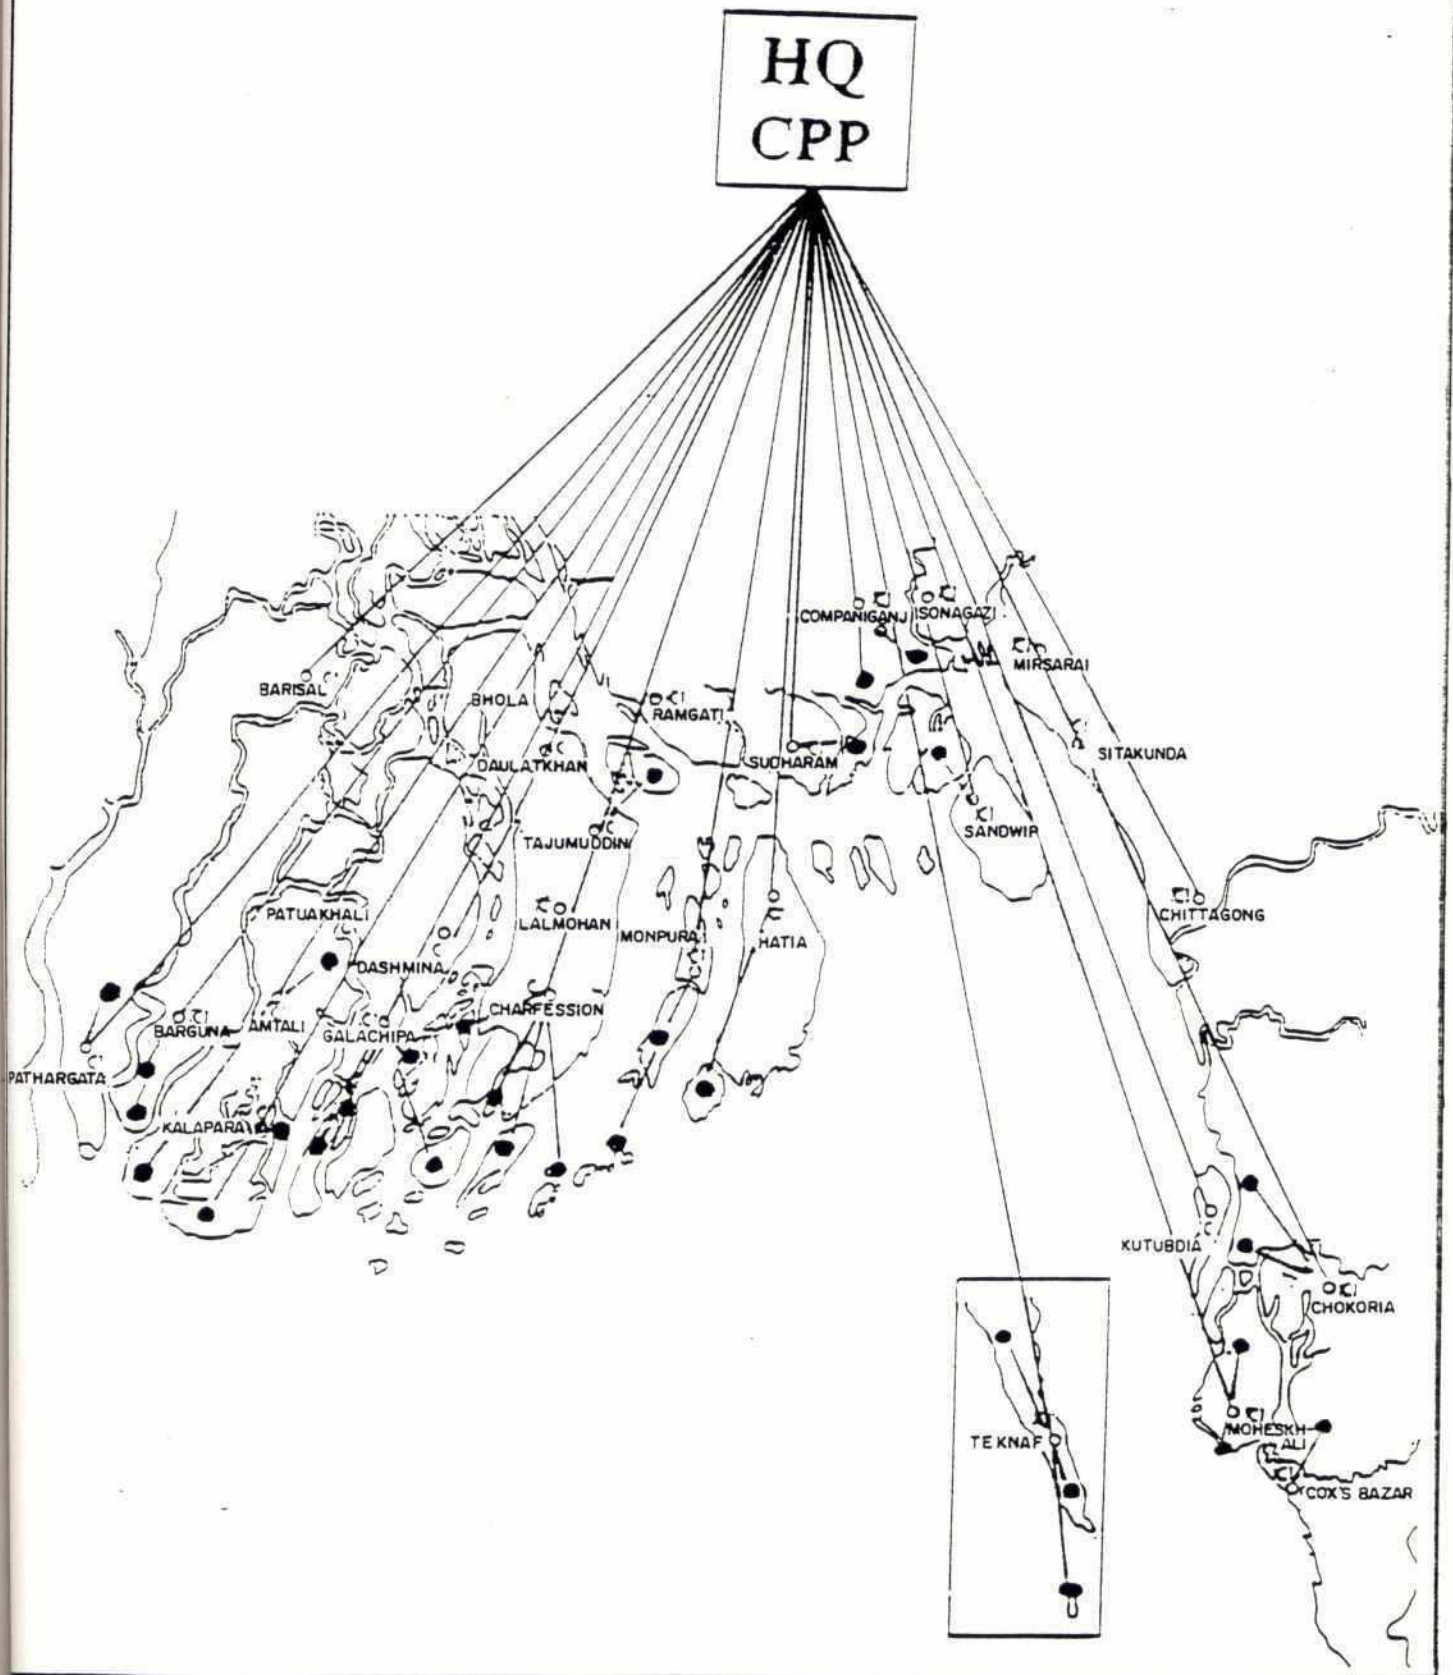 HQ
CPP
COMPANIGANJ
SONAGAZI
MIRSARAI
BARISAL
BHOLA
RAMGATI
DAULATKHAN
SUDHARAM
SITAKUNDA
TAJUMUDDIN
SANDWIP
PATUAKHALI
LALMOHAN
MONPURA
HATIA
CHITTAGONG
DASHMINA
CHARFESSION
BARGUNA
AMTALI
GALACHIPA
PATHARGATA
KALAPARA
KUTUBDIA
CHOKORIA
MOHESKH
ALI
TEKNAF
COX'S BAZAR